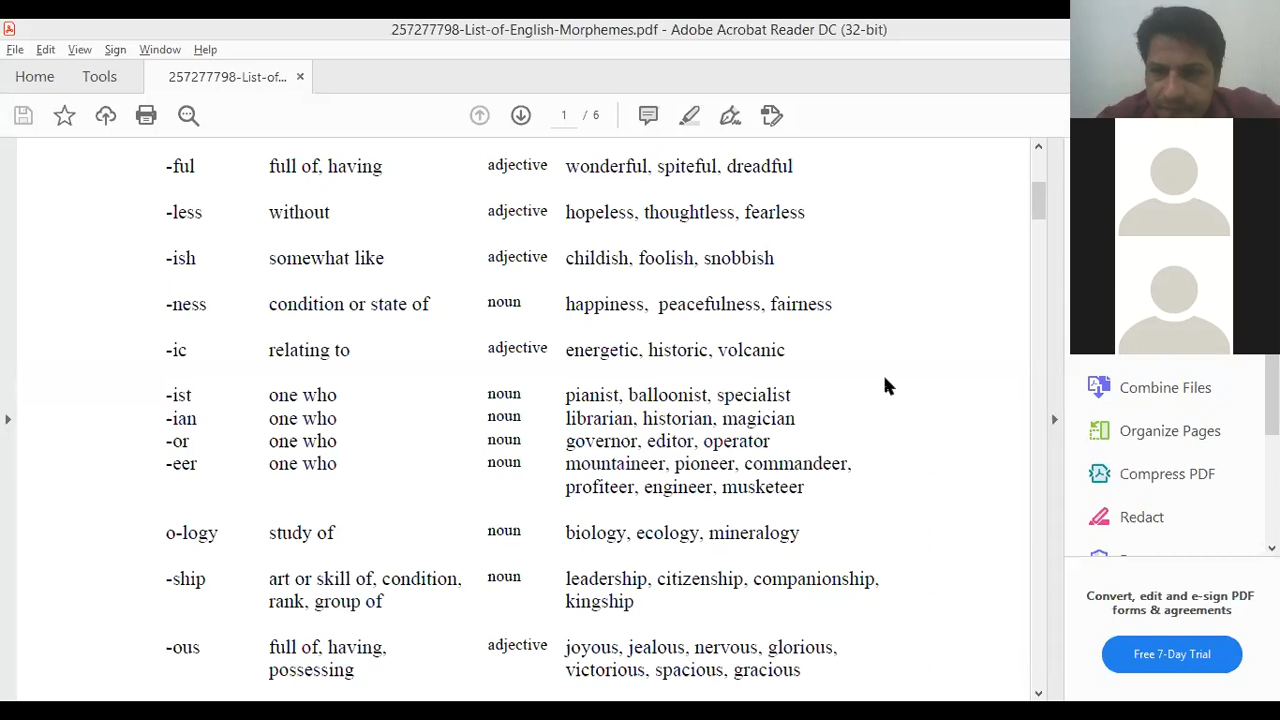 257277798-List-of-English-Morphemes.pdf - Adobe Acrobat Reader DC (32-bit)
File Edit View Sign Window Help
Home Tools 257277798-List-of... ×
1 / 6
-ful full of, having adjective wonderful, spiteful, dreadful
-less without adjective hopeless, thoughtless, fearless
-ish somewhat like adjective childish, foolish, snobbish
-ness condition or state of noun happiness, peacefulness, fairness
-ic relating to adjective energetic, historic, volcanic
-ist one who noun pianist, balloonist, specialist
-ian one who noun librarian, historian, magician
-or one who noun governor, editor, operator
-eer one who noun mountaineer, pioneer, commandeer,
profiteer, engineer, musketeer
o-logy study of noun biology, ecology, mineralogy
-ship art or skill of, condition, noun leadership, citizenship, companionship,
rank, group of kingship
-ous full of, having, adjective joyous, jealous, nervous, glorious,
possessing victorious, spacious, gracious
Combine Files
Organize Pages
Compress PDF
Redact
Convert, edit and e-sign PDF
forms & agreements
Free 7-Day Trial